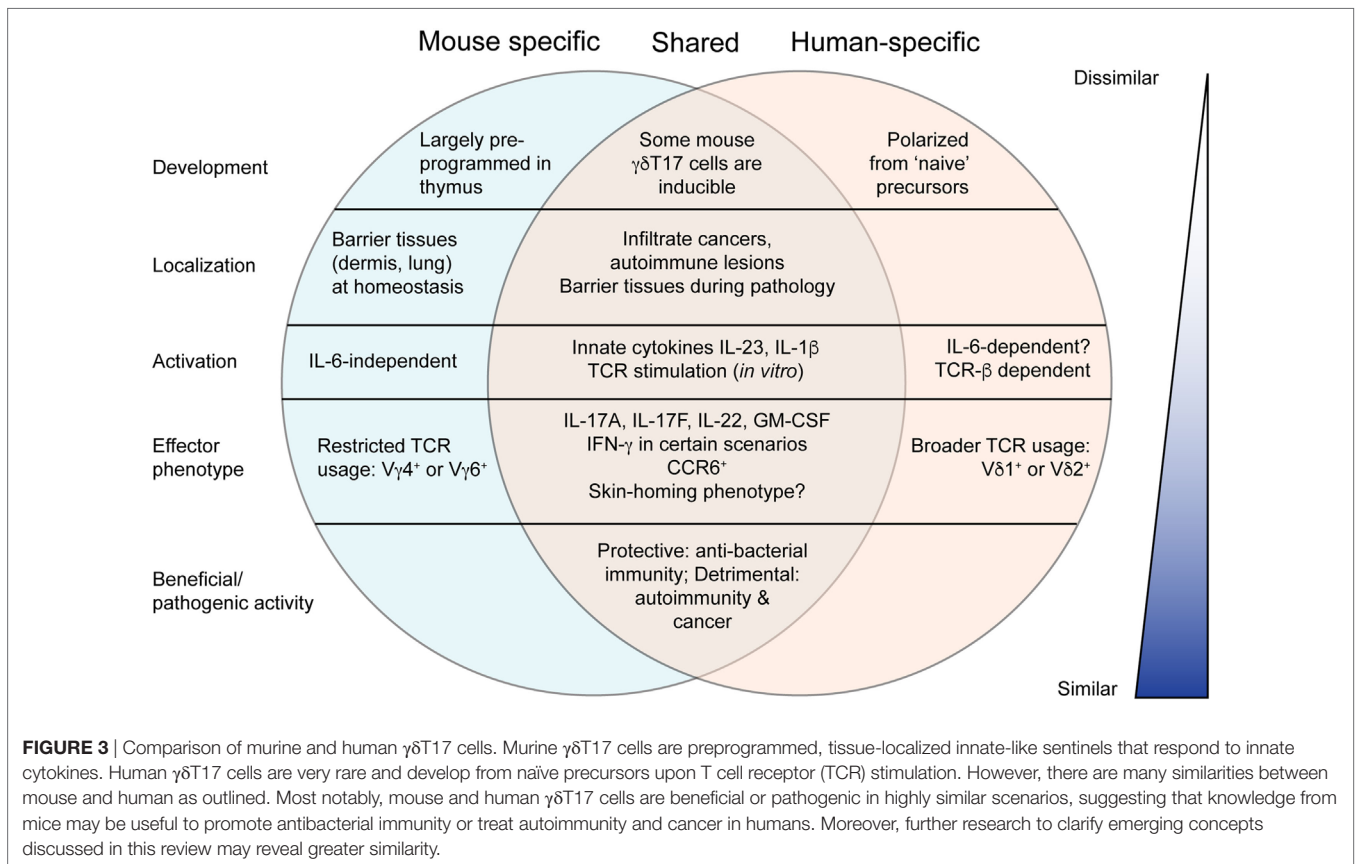 Mouse specific Shared Human-specific
Dissimilar
Development
Largely pre-
programmed in
thymus
Some mouse
γδT17 cells are
inducible
Polarized
from ‘naive’
precursors
Localization
Barrier tissues
(dermis, lung)
at homeostasis
Infiltrate cancers,
autoimmune lesions
Barrier tissues during pathology
Activation
IL-6-independent
Innate cytokines IL-23, IL-1β
TCR stimulation (in vitro)
IL-6-dependent?
TCR-β dependent
Effector
phenotype
Restricted TCR
usage: Vγ4⁺ or Vγ6⁺
IL-17A, IL-17F, IL-22, GM-CSF
IFN-γ in certain scenarios
CCR6⁺
Skin-homing phenotype?
Broader TCR usage:
Vδ1⁺ or Vδ2⁺
Beneficial/
pathogenic activity
Protective: anti-bacterial
immunity; Detrimental:
autoimmunity &
cancer
Similar
FIGURE 3 | Comparison of murine and human γδT17 cells. Murine γδT17 cells are preprogrammed, tissue-localized innate-like sentinels that respond to innate
cytokines. Human γδT17 cells are very rare and develop from naïve precursors upon T cell receptor (TCR) stimulation. However, there are many similarities between
mouse and human as outlined. Most notably, mouse and human γδT17 cells are beneficial or pathogenic in highly similar scenarios, suggesting that knowledge from
mice may be useful to promote antibacterial immunity or treat autoimmunity and cancer in humans. Moreover, further research to clarify emerging concepts
discussed in this review may reveal greater similarity.